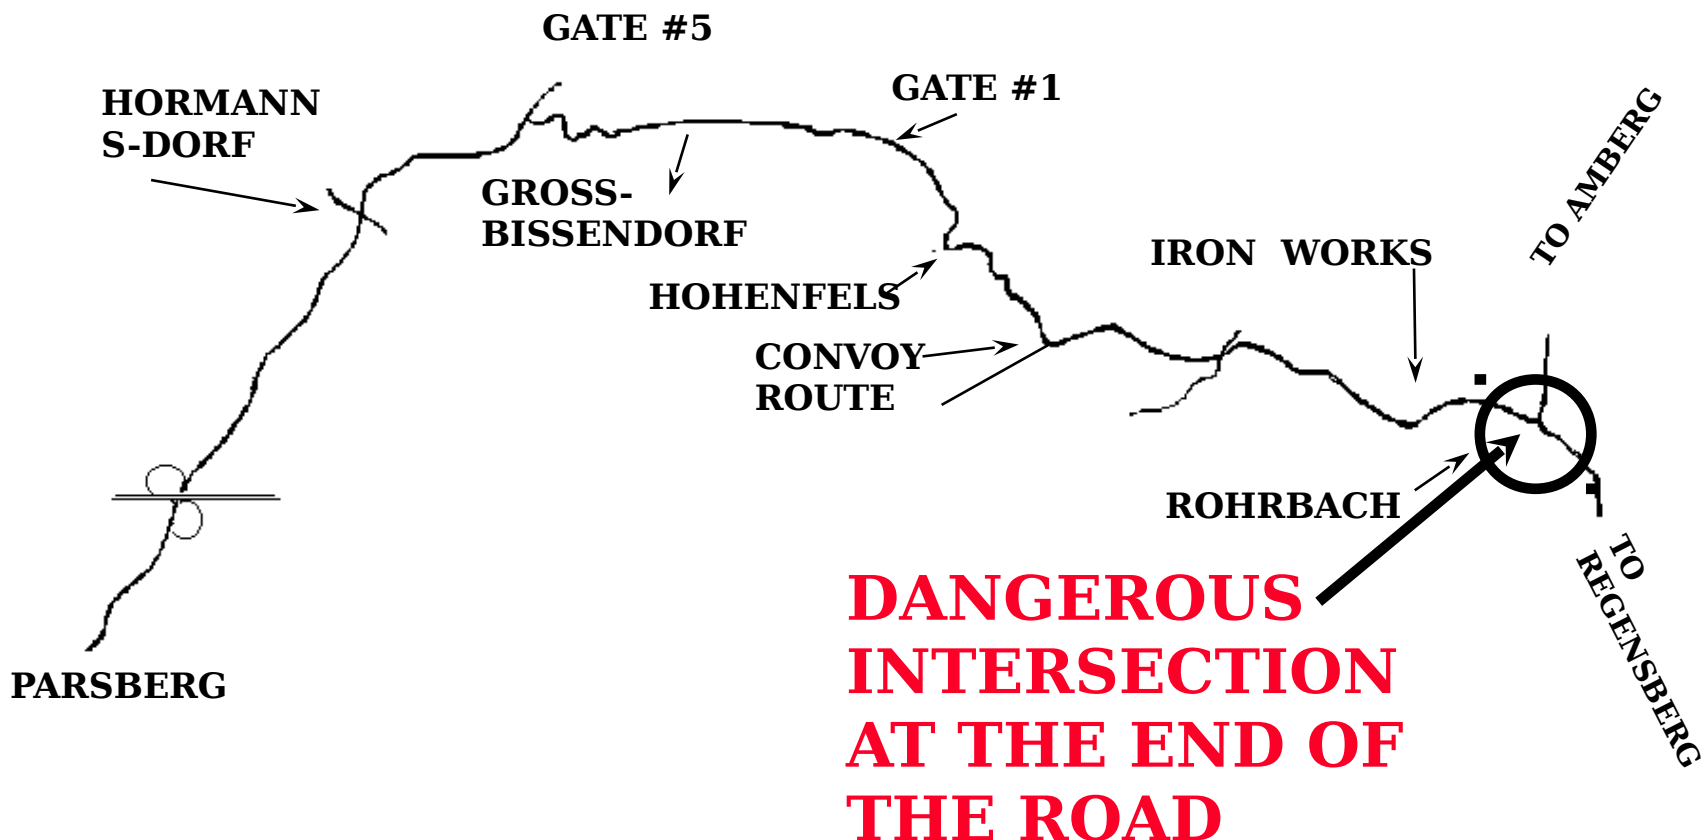 GATE #5
GATE #1
HORMANN
S-DORF
GROSS-
BISSENDORF
HOHENFELS
CONVOY
ROUTE
IRON WORKS
TO AMBERG
ROHRBACH
TO
REGENSBERG
PARSBERG
DANGEROUS
INTERSECTION
AT THE END OF
THE ROAD